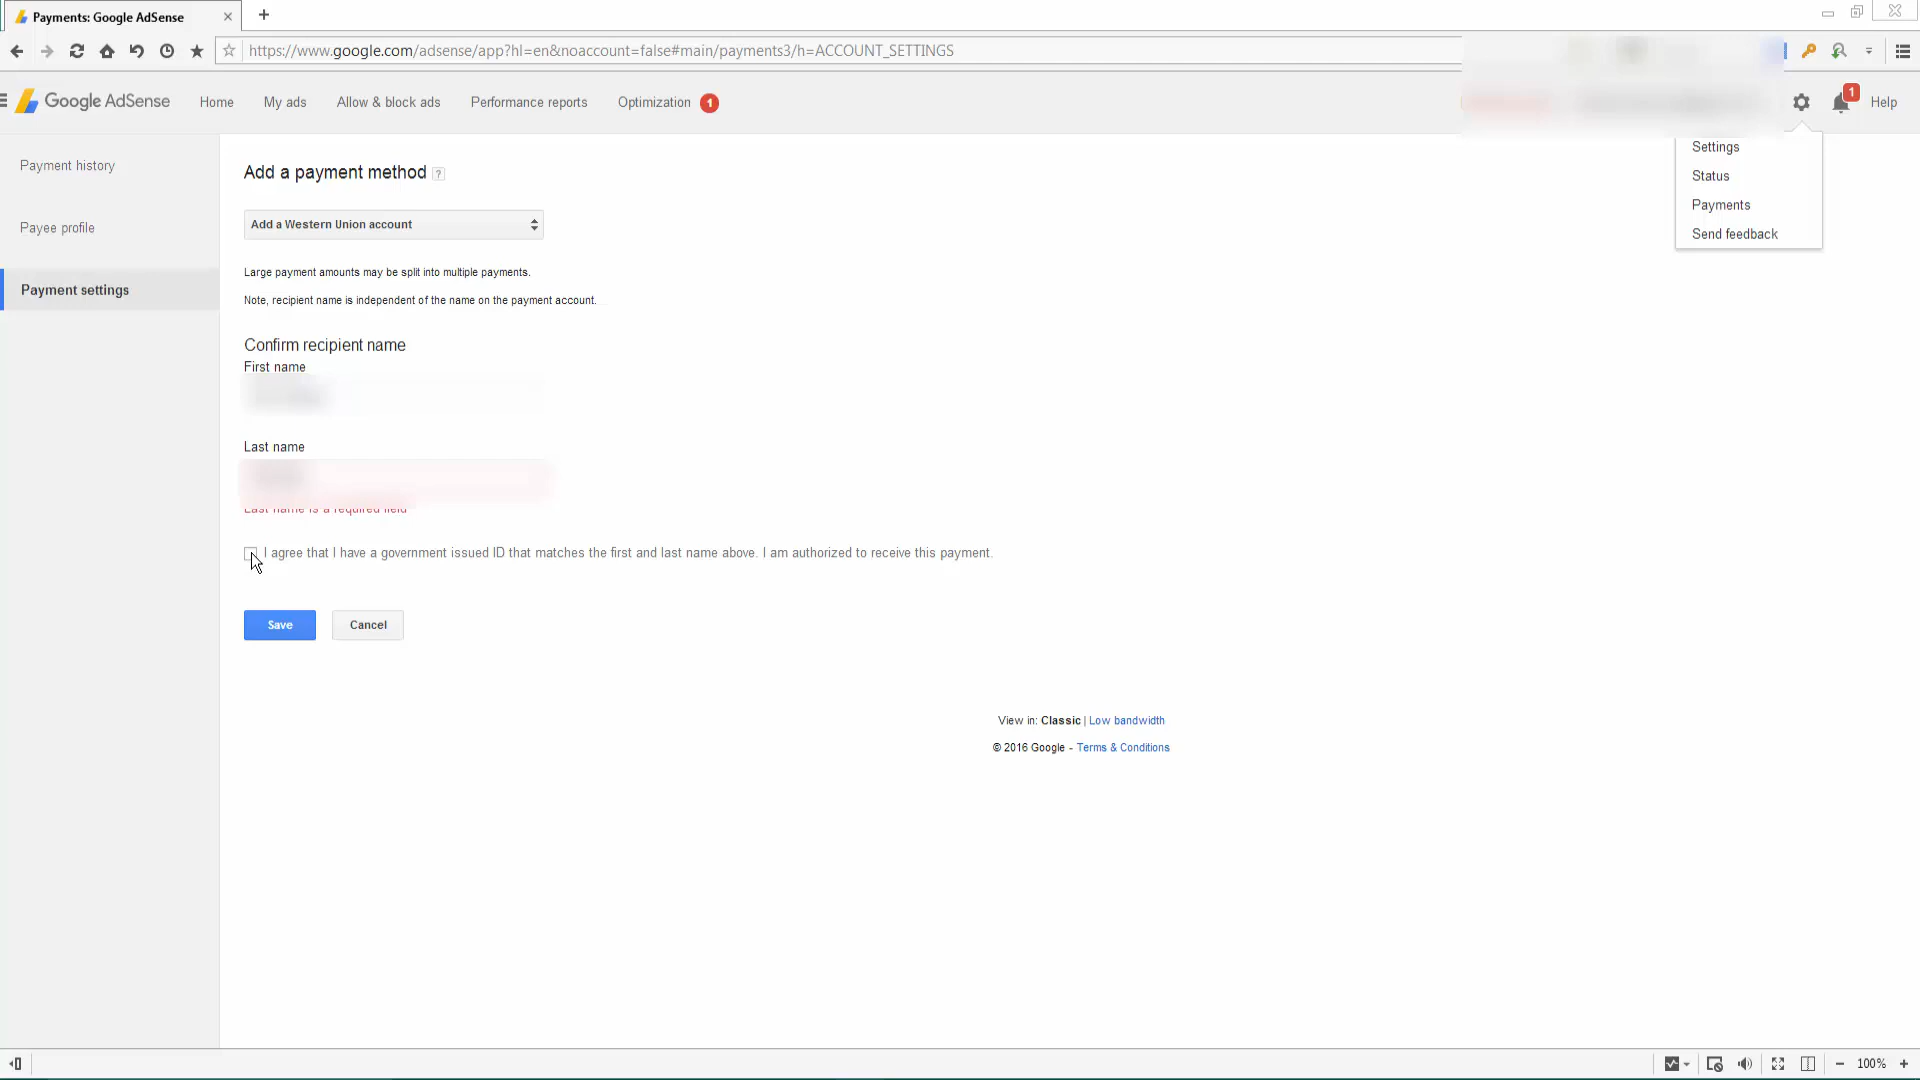 Payments: Google AdSense
https://www.google.com/adsense/app?hl=en&noaccount=false#main/payments3/h=ACCOUNT_SETTINGS
Google AdSense
Home
My ads
Allow & block ads
Performance reports
Optimization 1
1
Help
Settings
Status
Payments
Send feedback
Payment history
Payee profile
Payment settings
Add a payment method ?
Add a Western Union account
Large payment amounts may be split into multiple payments.
Note, recipient name is independent of the name on the payment account.
Confirm recipient name
First name
Last name
Last name is a required field
I agree that I have a government issued ID that matches the first and last name above. I am authorized to receive this payment.
Save
Cancel
View in: Classic | Low bandwidth
© 2016 Google - Terms & Conditions
100%